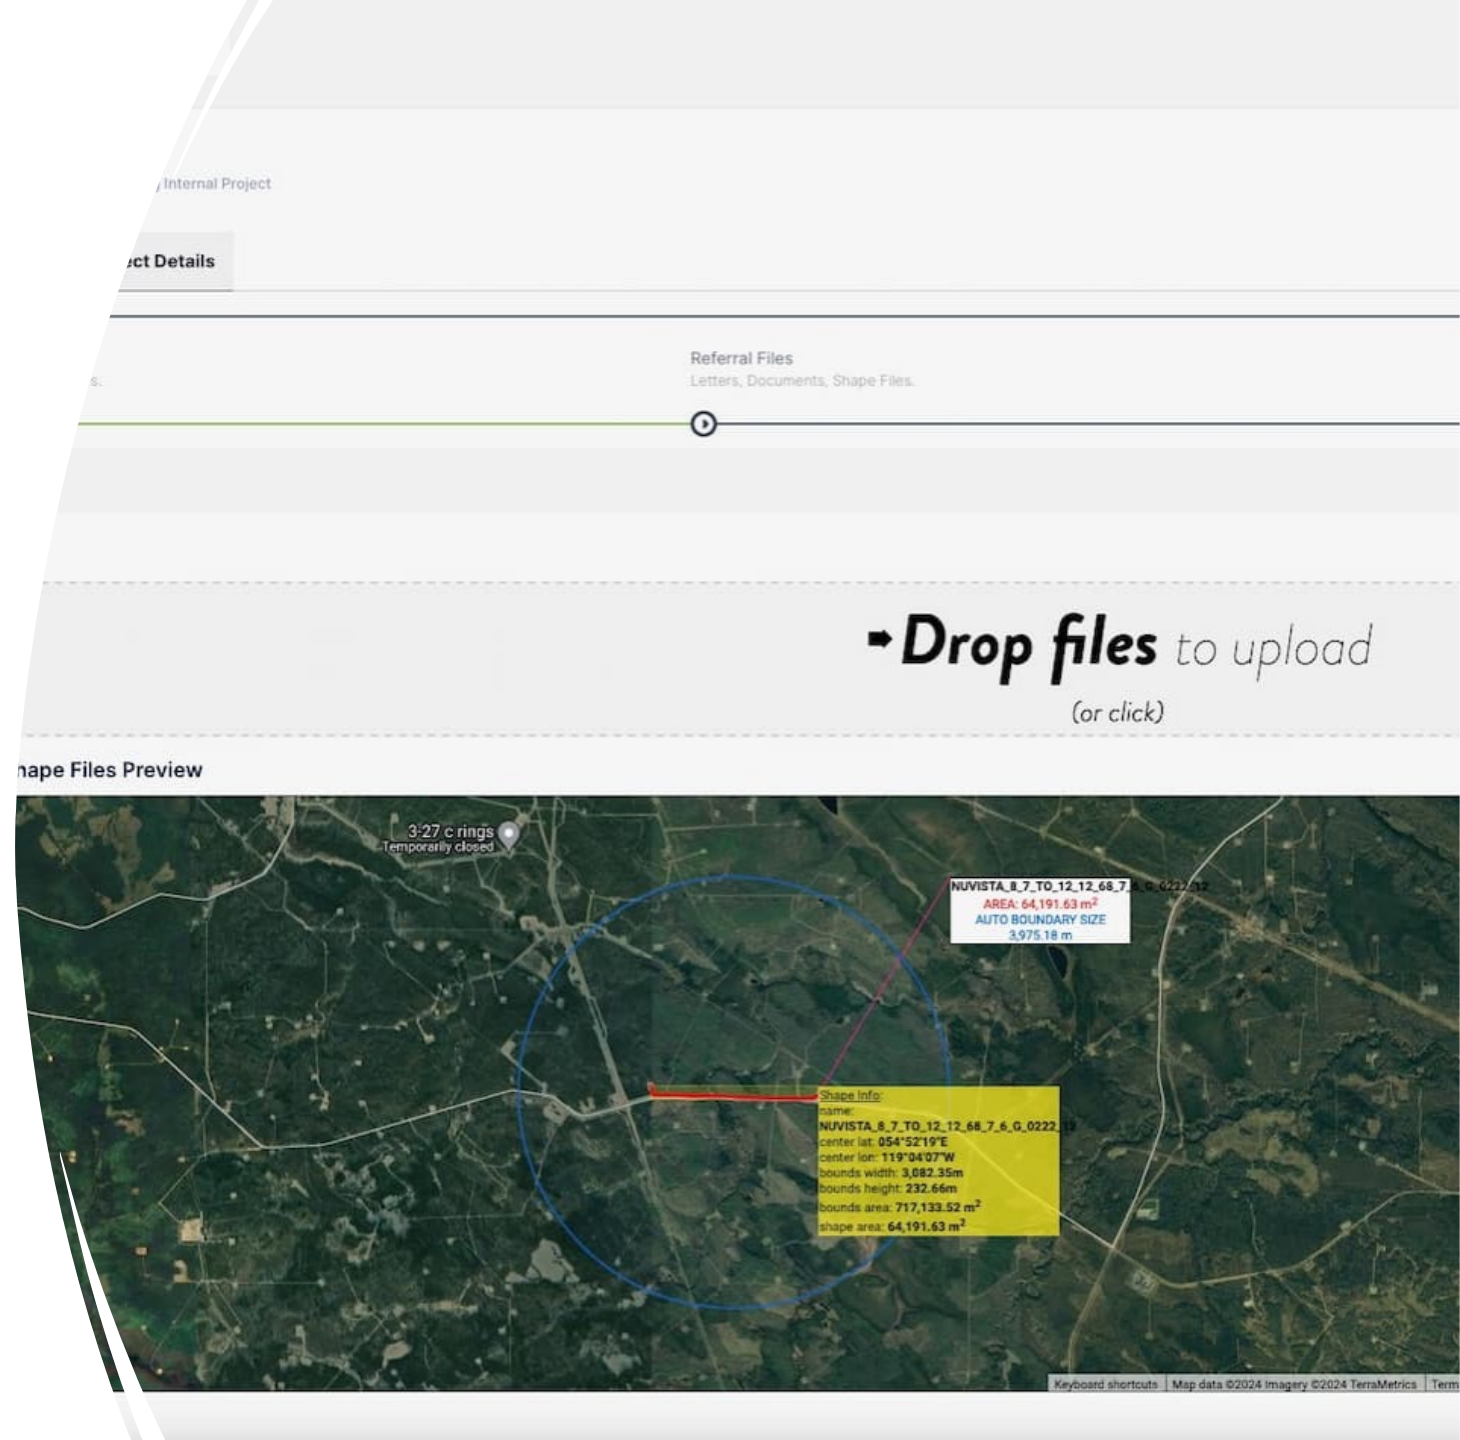 Internal Project
ect Details
Referral Files
s.
Letters, Documents, Shape Files.
Drop files to upload
(or click)
hape Files Preview
3-27 c rings
Temporarily closed
NUVISTA_8_7_TO_12_12_68_7_6_G_0222_12
AREA: 64,191.63 m²
AUTO BOUNDARY SIZE
3,975.18 m
Shape Info:
name:
NUVISTA_8_7_TO_12_12_68_7_6_G_0222_12
center lat: 054°52'19"E
center lon: 119°04'07"W
bounds width: 3,082.35m
bounds height: 232.66m
bounds area: 717,133.52 m²
shape area: 64,191.63 m²
Keyboard shortcuts
Map data ©2024 Imagery ©2024 TerraMetrics
Term